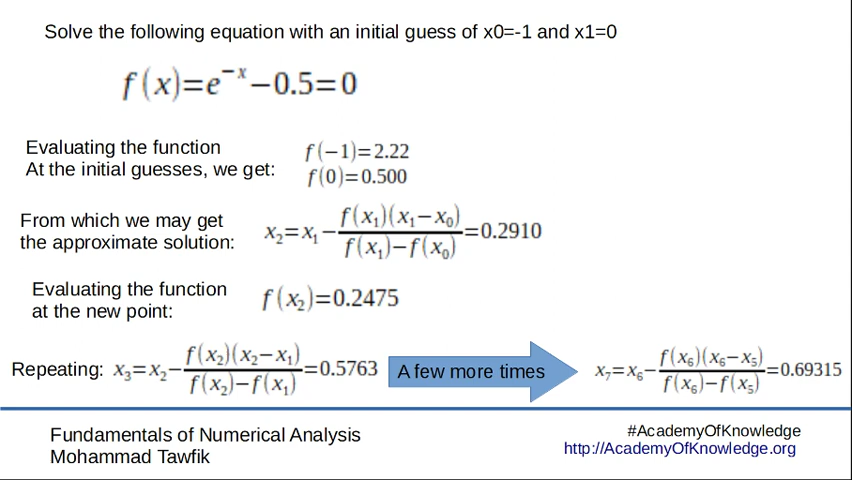 Solve the following equation with an initial guess of x0=-1 and x1=0
f(x)=e^{-x}-0.5=0
Evaluating the function
At the initial guesses, we get:
f(-1)=2.22
f(0)=0.500
From which we may get
the approximate solution:
x_2=x_1-\frac{f(x_1)(x_1-x_0)}{f(x_1)-f(x_0)}=0.2910
Evaluating the function
at the new point:
f(x_2)=0.2475
Repeating: x_3=x_2-\frac{f(x_2)(x_2-x_1)}{f(x_2)-f(x_1)}=0.5763
A few more times
x_7=x_6-\frac{f(x_6)(x_6-x_5)}{f(x_6)-f(x_5)}=0.69315
Fundamentals of Numerical Analysis
Mohammad Tawfik
#AcademyOfKnowledge
http://AcademyOfKnowledge.org